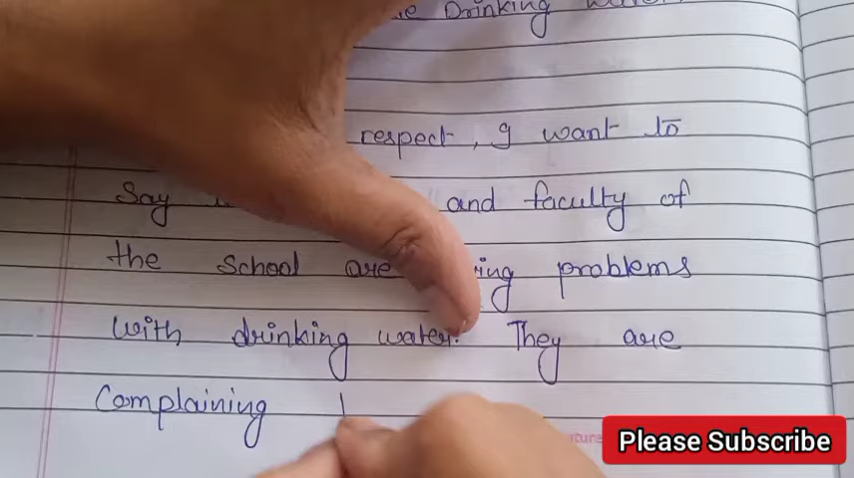 Drinking
respect, I want to
Say and faculty of
the School are problems
with drinking water. They are
Complaining
Please Subscribe